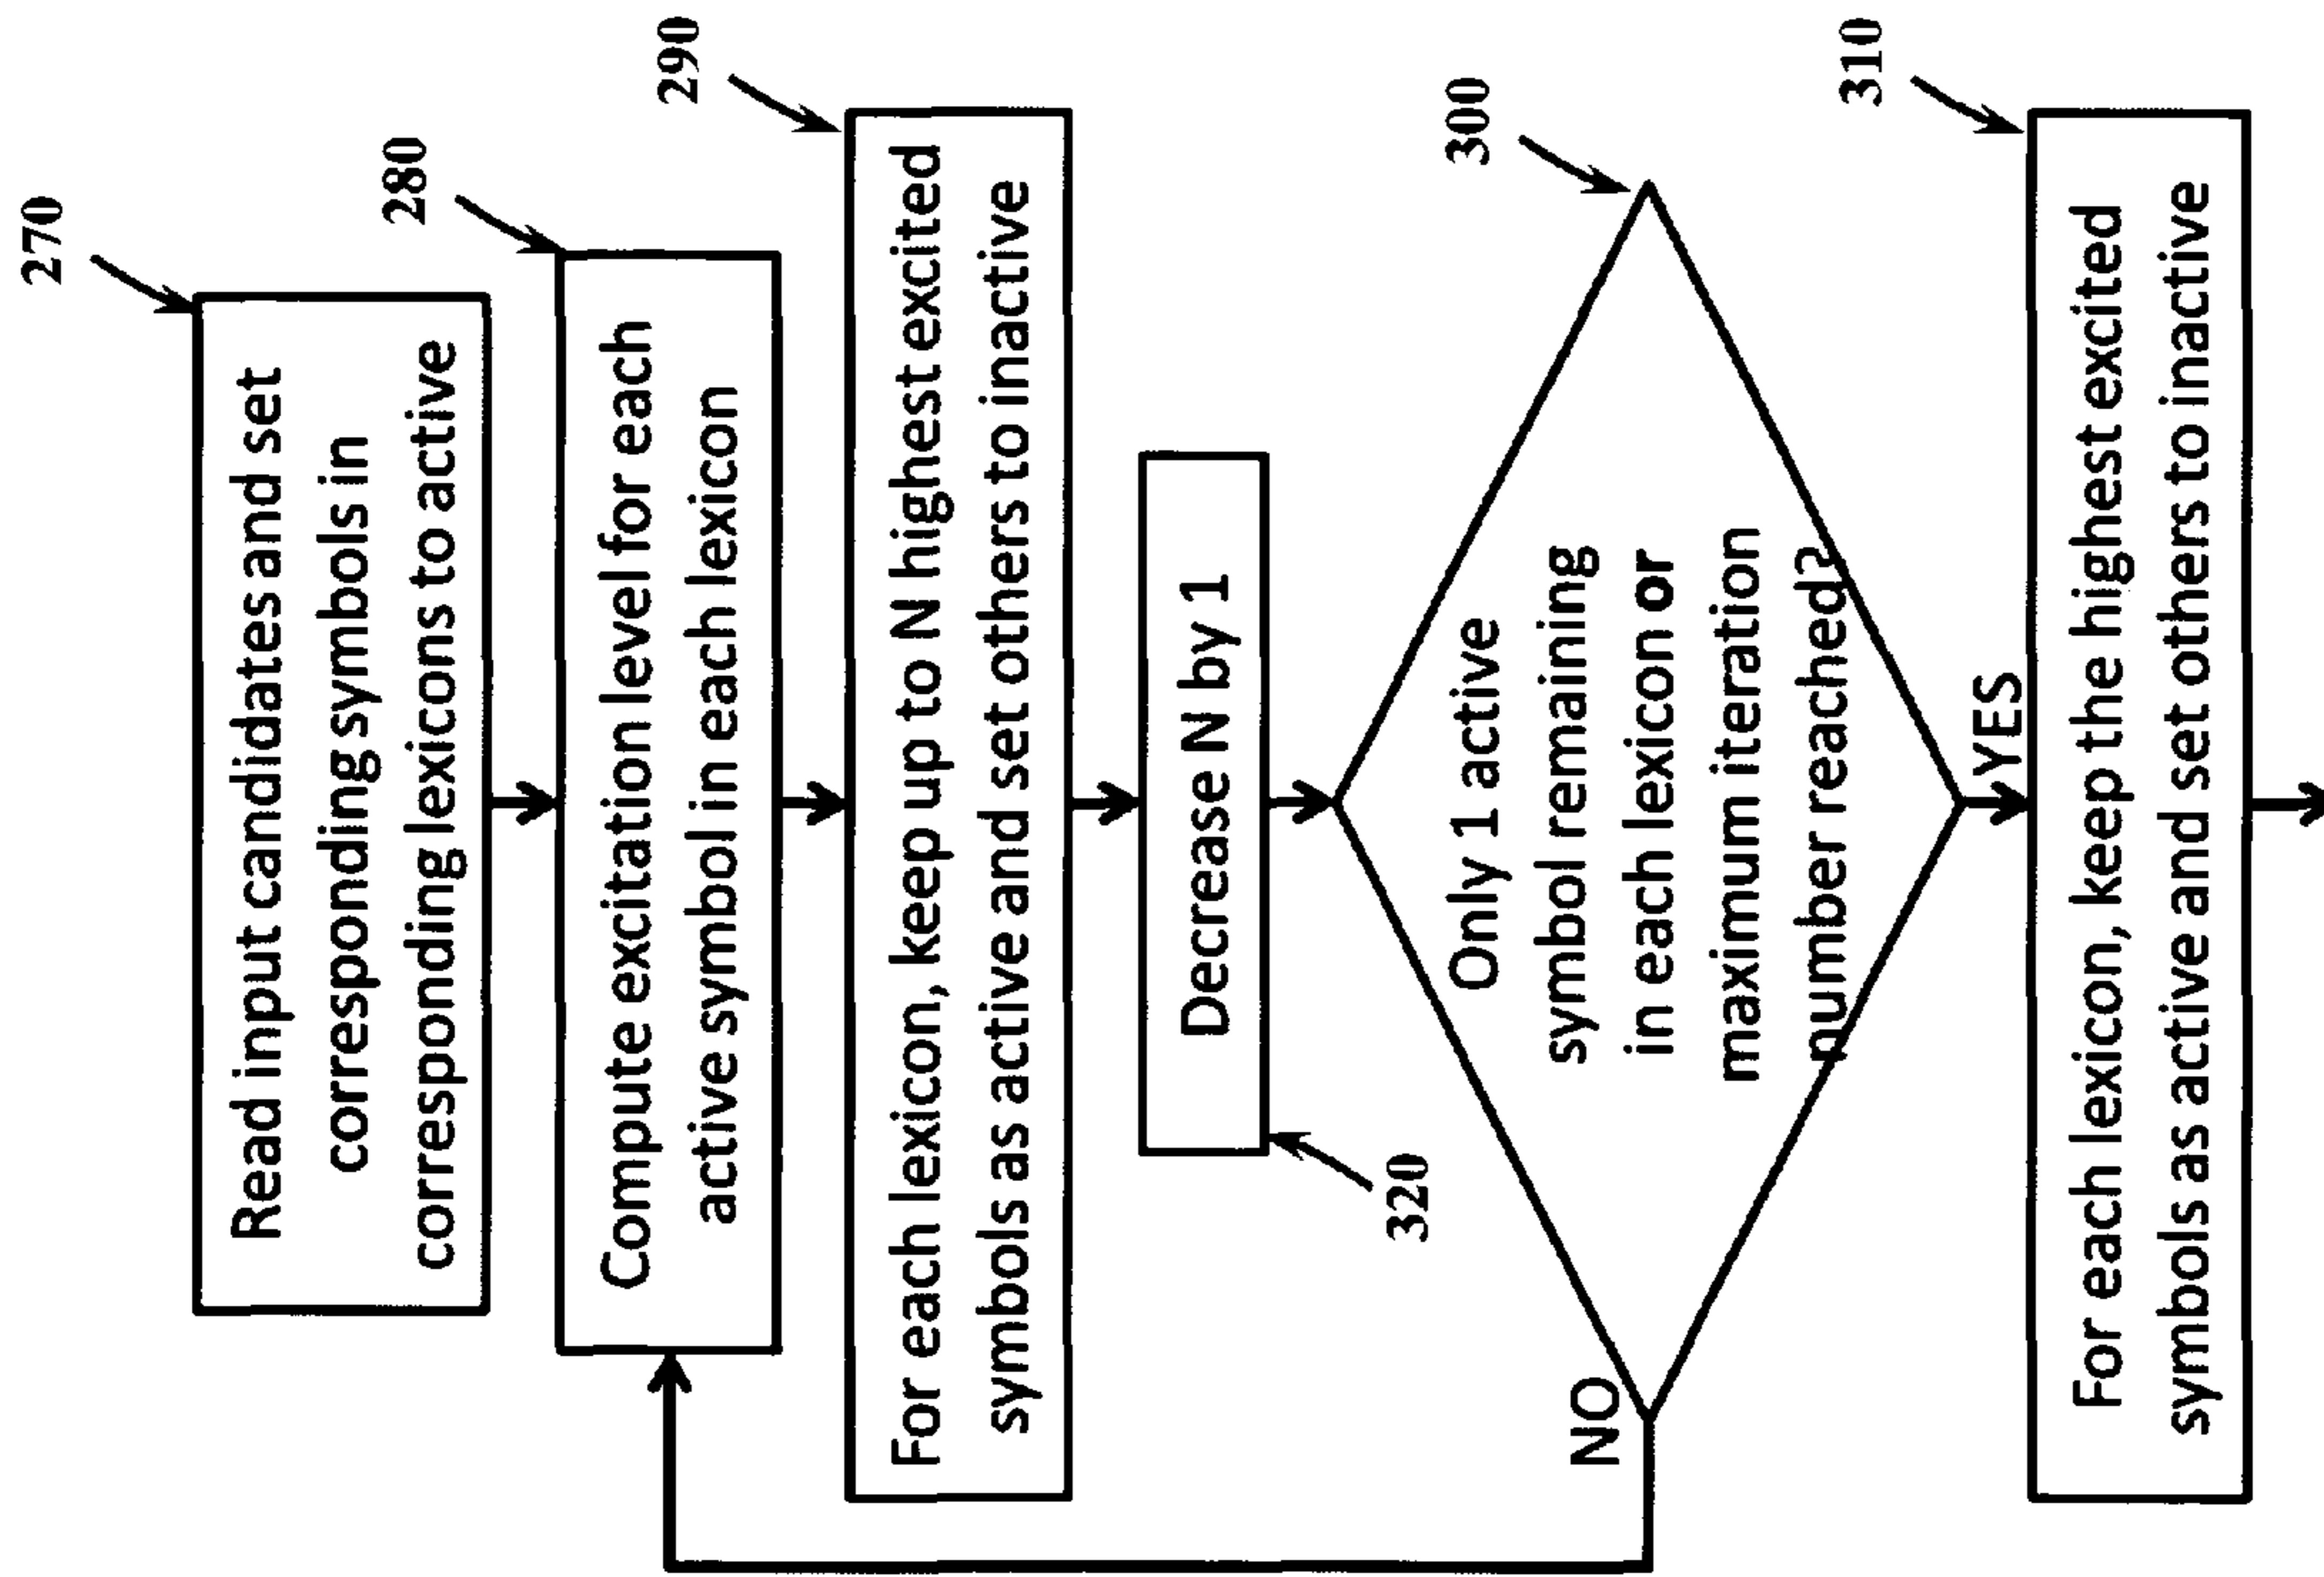 270
Read input candidates and set
corresponding symbols in
corresponding lexicons to active
280
Compute excitation level for each
active symbol in each lexicon
290
For each lexicon, keep up to N highest excited
symbols as active and set others to inactive
Decrease N by 1
320
300
Only 1 active
symbol remaining
in each lexicon or
maximum iteration
number reached?
NO
YES
310
For each lexicon, keep the highest excited
symbols as active and set others to inactive